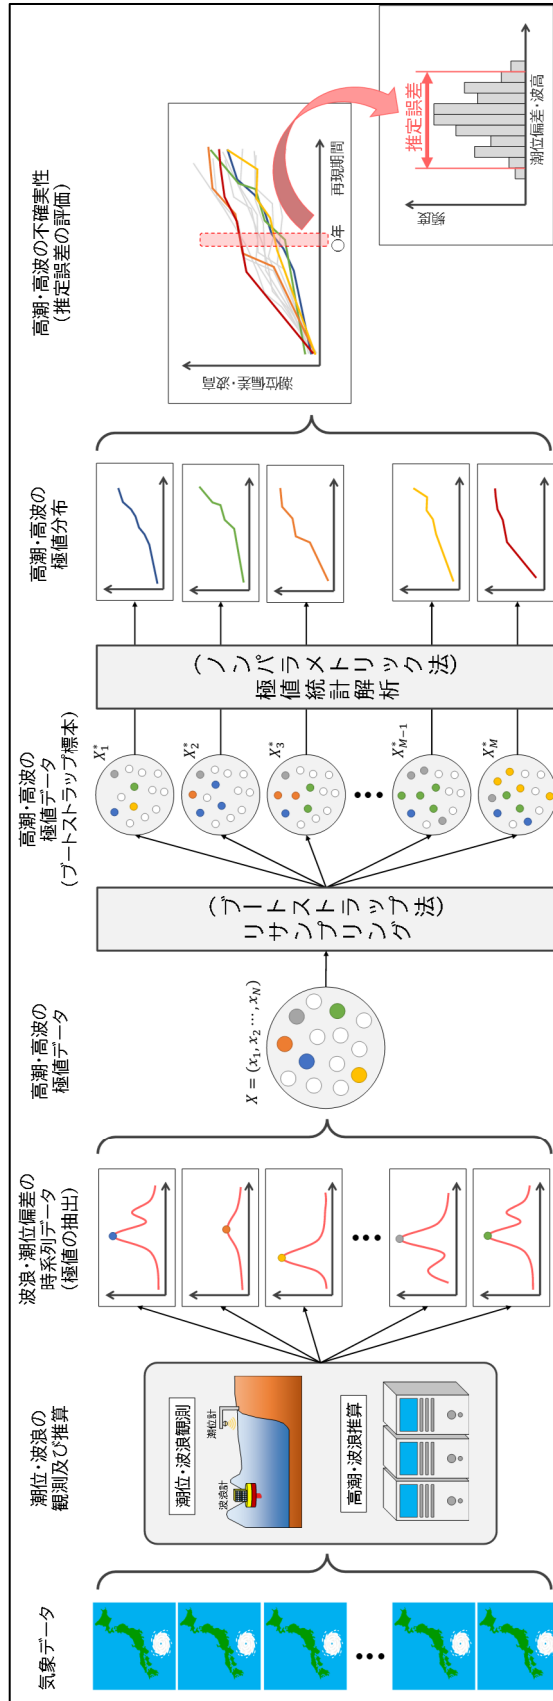 気象データ
潮位・波浪の
観測及び推算
潮位・波浪観測
潮位計
波浪計
高潮・波浪推算
波浪・潮位偏差の
時系列データ
(極値の抽出)
•••
高潮・高波の
極値データ
X = (x₁, x₂ ⋯, x_N)
リサンプリング
(ブートストラップ法)
高潮・高波の
極値データ
(ブートストラップ標本)
X₁*
X₂*
X₃*
X*_{M−1}
X*_M
極値統計解析
(ノンパラメトリック法)
高潮・高波の
極値分布
高潮・高波の不確実性
(推定誤差の評価)
潮位偏差・波高
〇年
再現期間
頻度
推定誤差
潮位偏差・波高